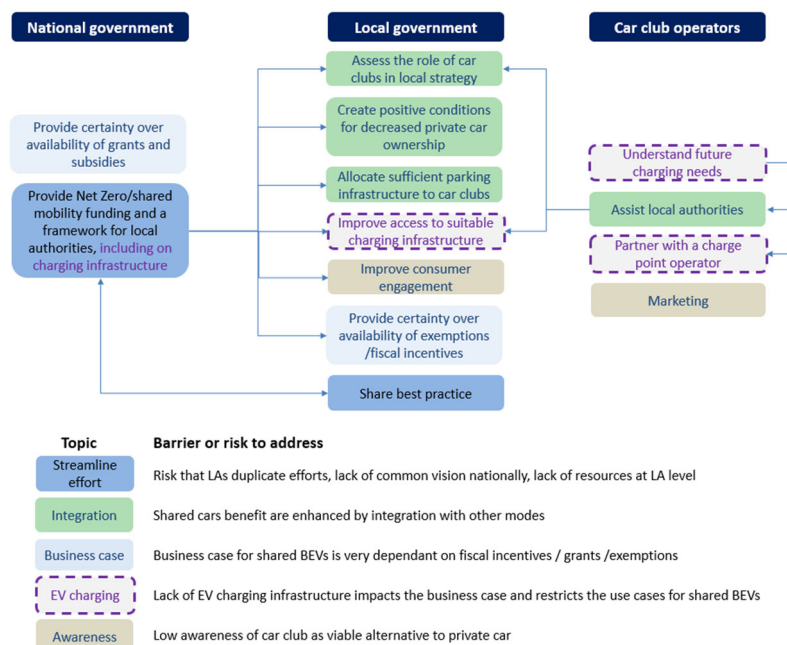 National government
Local government
Car club operators
Provide certainty over
availability of grants and
subsidies
Provide Net Zero/shared
mobility funding and a
framework for local
authorities, including on
charging infrastructure
Assess the role of car
clubs in local strategy
Create positive conditions
for decreased private car
ownership
Allocate sufficient parking
infrastructure to car clubs
Improve access to suitable
charging infrastructure
Improve consumer
engagement
Provide certainty over
availability of exemptions
/fiscal incentives
Share best practice
Understand future
charging needs
Assist local authorities
Partner with a charge
point operator
Marketing
Topic
Barrier or risk to address
Streamline
effort
Risk that LAs duplicate efforts, lack of common vision nationally, lack of resources at LA level
Integration
Shared cars benefit are enhanced by integration with other modes
Business case
Business case for shared BEVs is very dependant on fiscal incentives / grants /exemptions
EV charging
Lack of EV charging infrastructure impacts the business case and restricts the use cases for shared BEVs
Awareness
Low awareness of car club as viable alternative to private car